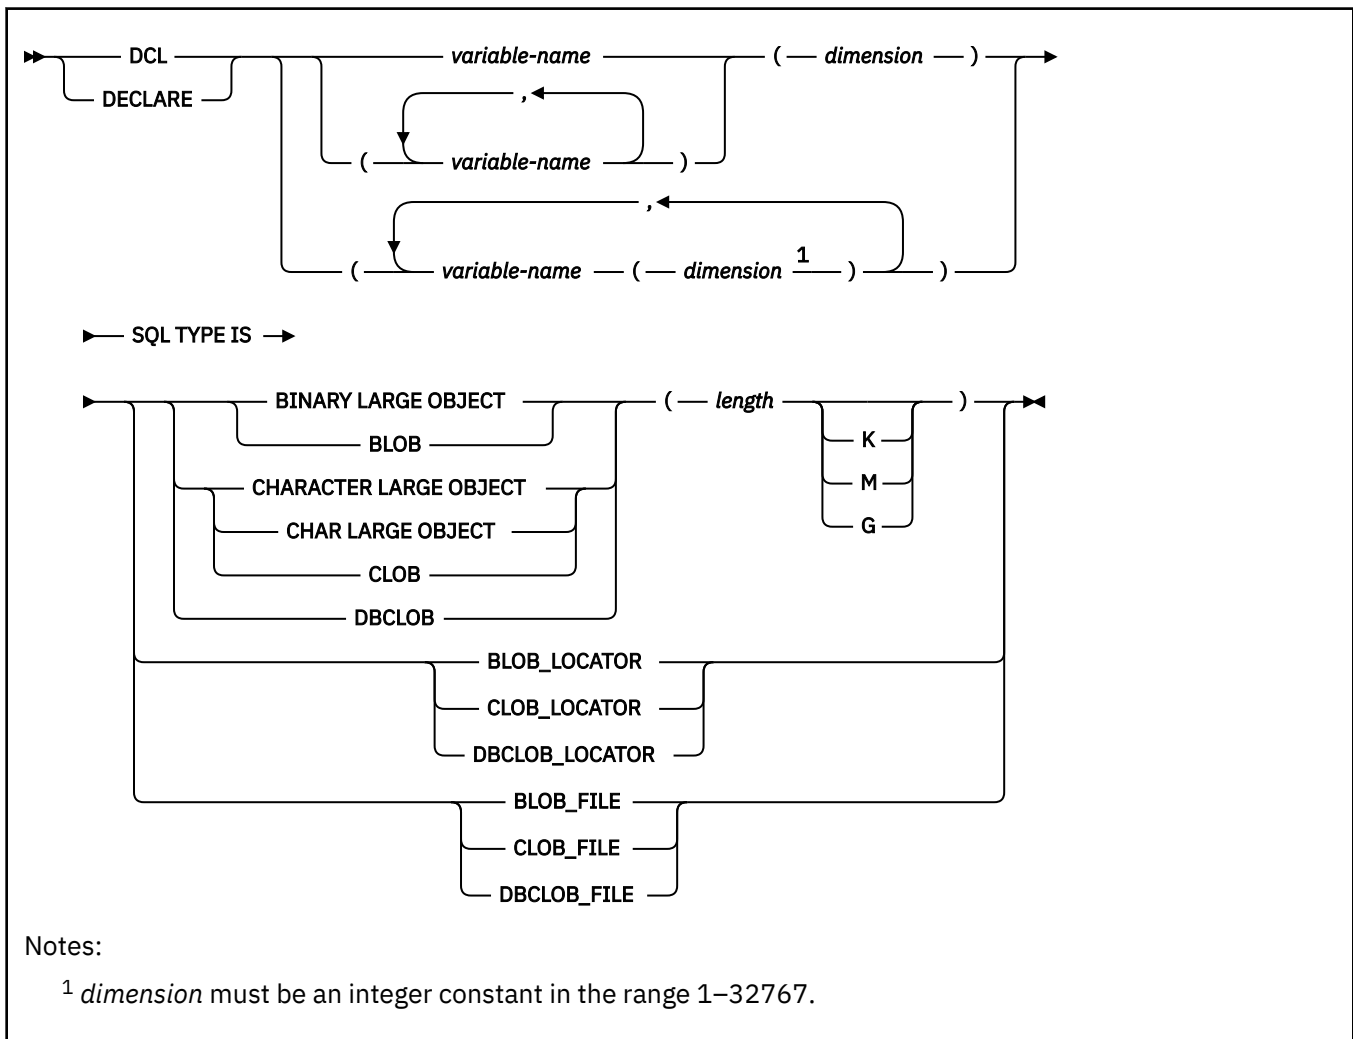 DCL variable-name ( dimension )
DECLARE
,
( variable-name )
,
( variable-name ( dimension 1 ) )
SQL TYPE IS
BINARY LARGE OBJECT ( length )
BLOB K
M
CHARACTER LARGE OBJECT
CHAR LARGE OBJECT G
CLOB
DBCLOB
BLOB_LOCATOR
CLOB_LOCATOR
DBCLOB_LOCATOR
BLOB_FILE
CLOB_FILE
DBCLOB_FILE
Notes:
1 dimension must be an integer constant in the range 1–32767.